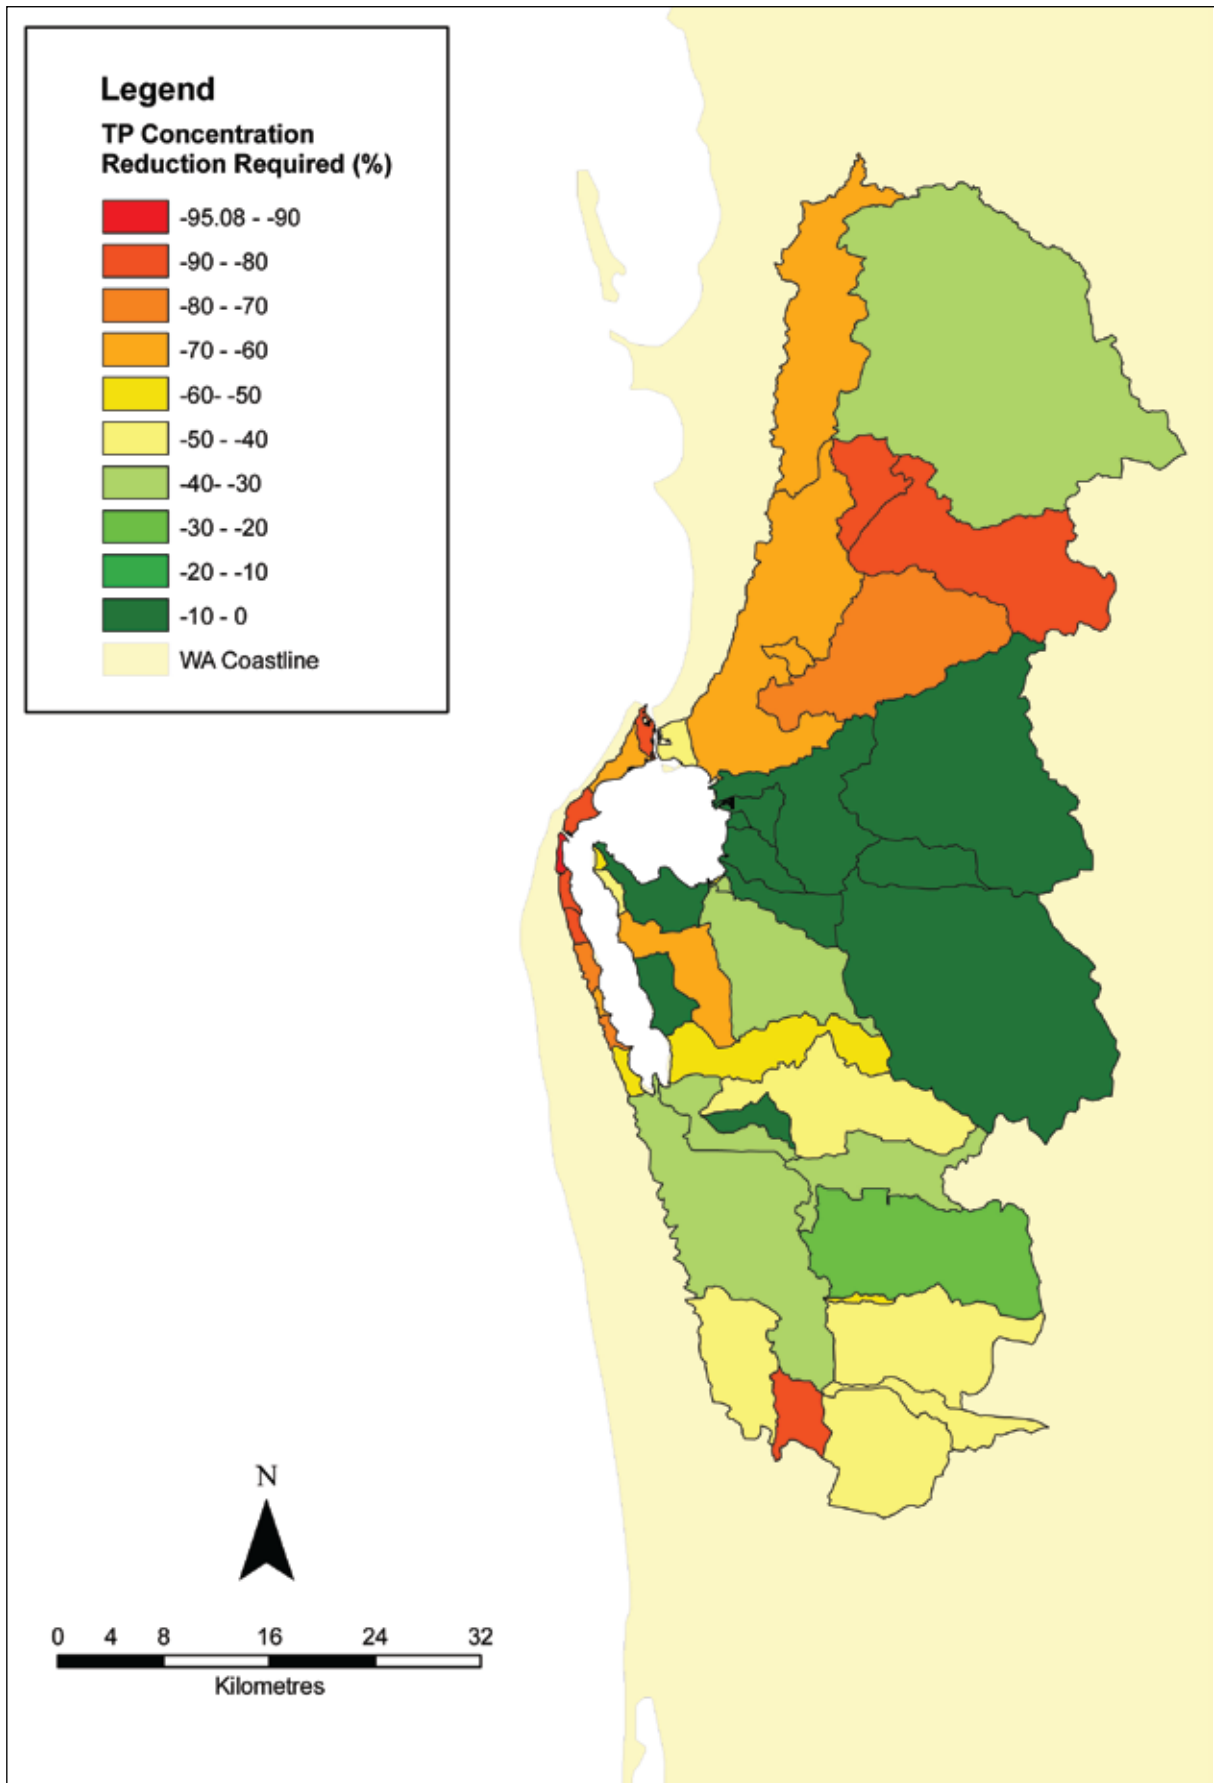 Legend
TP Concentration
Reduction Required (%)
-95.08 - -90
-90 - -80
-80 - -70
-70 - -60
-60- -50
-50 - -40
-40- -30
-30 - -20
-20 - -10
-10 - 0
WA Coastline
N
0 4 8 16 24 32
Kilometres